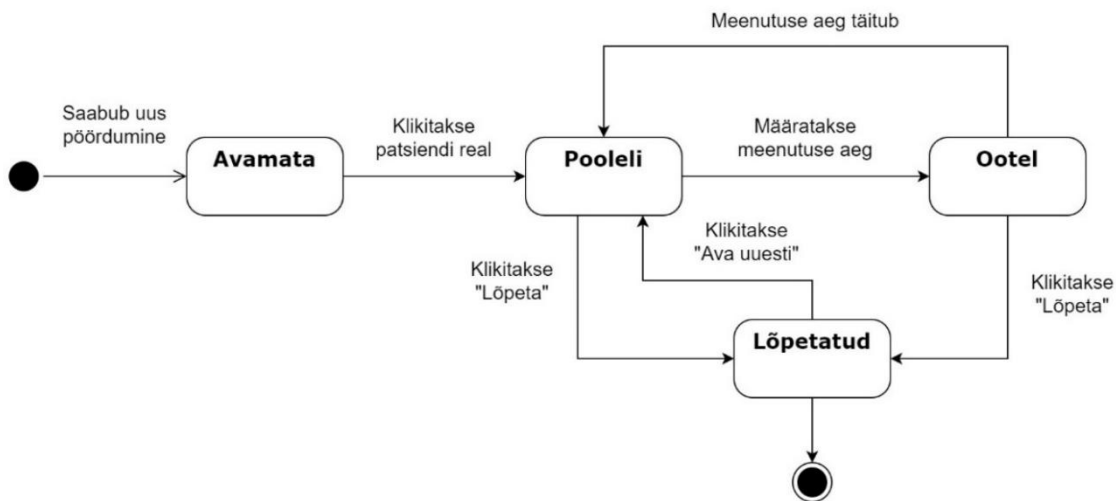 Meenutuse aeg täitub
Saabub uus
pöördumine
Klikitakse
patsiendi real
Määratakse
meenutuse aeg
Avamata
Pooleli
Ootel
Klikitakse
"Lõpeta"
Klikitakse
"Ava uuesti"
Klikitakse
"Lõpeta"
Lõpetatud